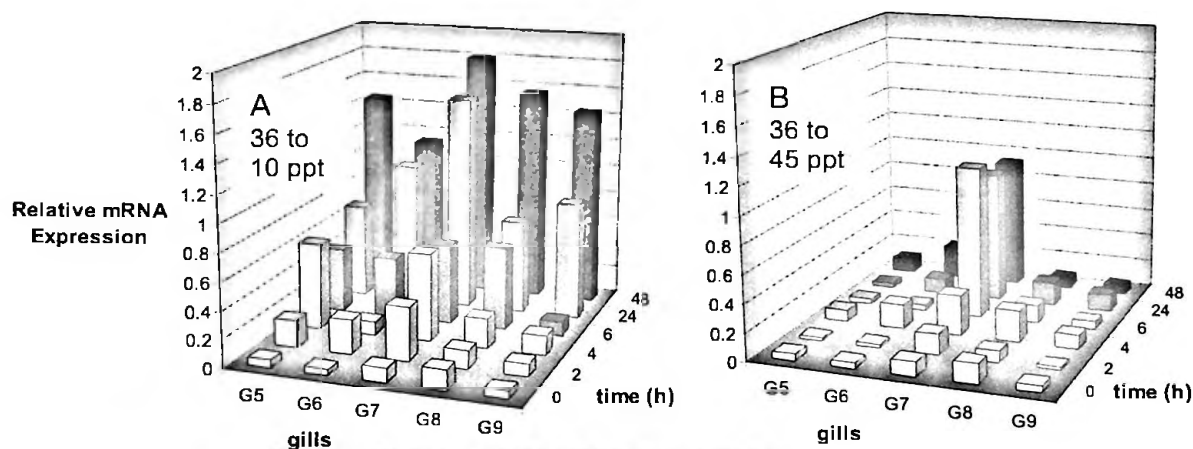 Relative mRNA
Expression
2
1.8
1.6
1.4
1.2
1
0.8
0.6
0.4
0.2
0
A
36 to
10 ppt
G5
G6
G7
G8
G9
gills
0
2
4
6
24
48
time (h)
2
1.8
1.6
1.4
1.2
1
0.8
0.6
0.4
0.2
0
B
36 to
45 ppt
G5
G6
G7
G8
G9
gills
0
2
4
6
24
48
time (h)